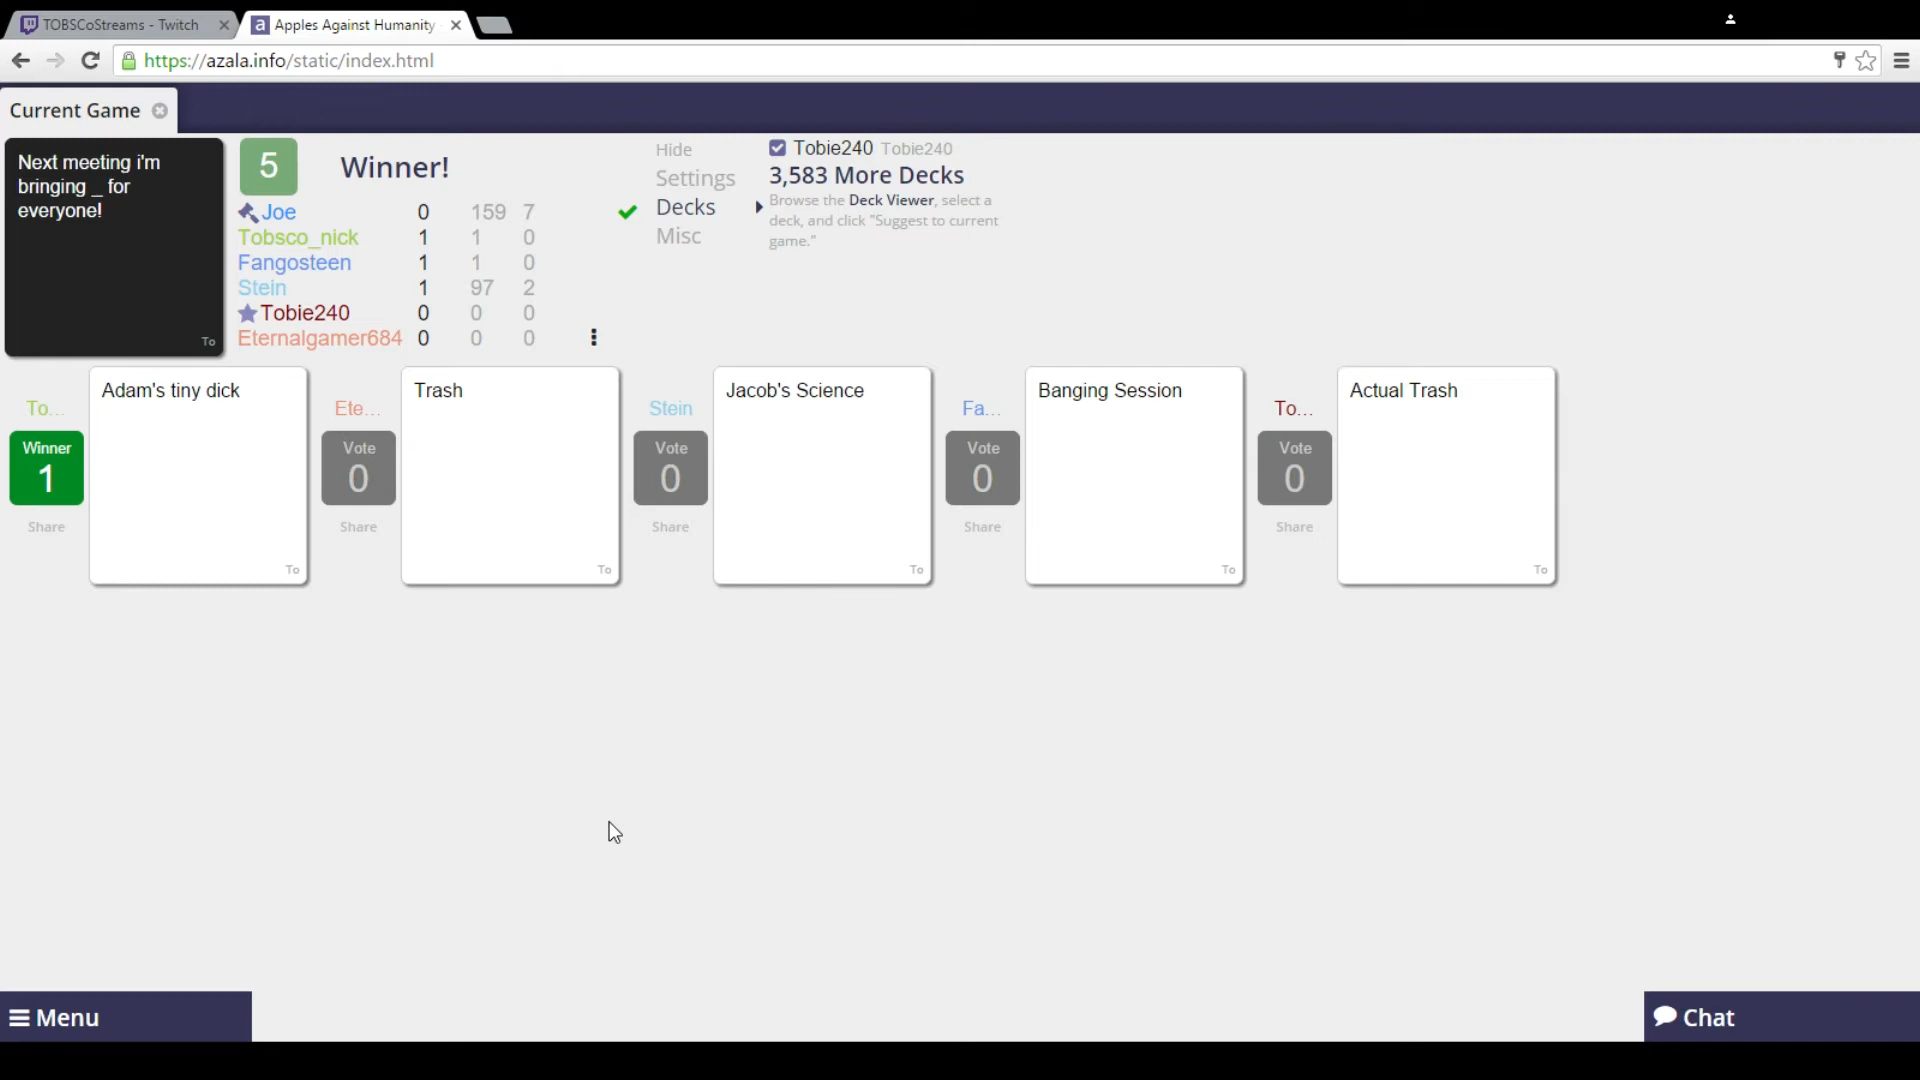 TOBSCoStreams - Twitch
Apples Against Humanity
https://azala.info/static/index.html
Current Game
Next meeting i'm
bringing _ for
everyone!
To
5
Winner!
Joe 0 159 7
Tobsco_nick 1 1 0
Fangosteen 1 1 0
Stein 1 97 2
Tobie240 0 0 0
Eternalgamer684 0 0 0
Hide
Settings
Decks
Misc
Tobie240 Tobie240
3,583 More Decks
Browse the Deck Viewer, select a
deck, and click "Suggest to current
game."
To...
Winner
1
Share
Adam's tiny dick
To
Ete...
Vote
0
Share
Trash
To
Stein
Vote
0
Share
Jacob's Science
To
Fa...
Vote
0
Share
Banging Session
To
To...
Vote
0
Share
Actual Trash
To
Menu
Chat